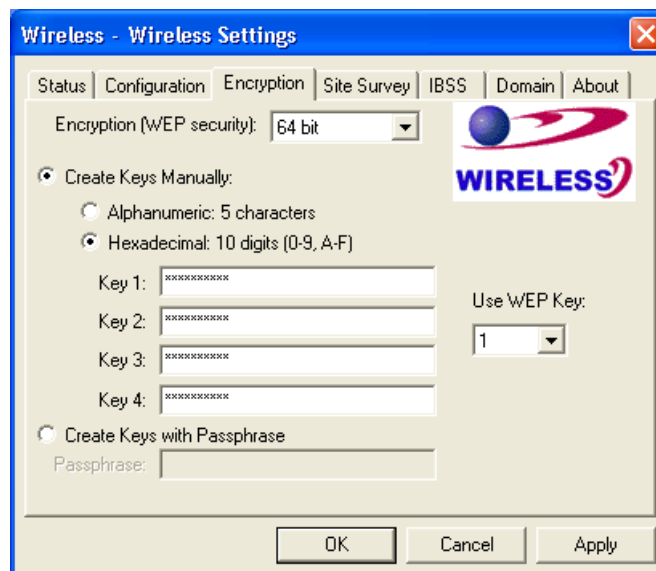 Wireless - Wireless Settings
Status Configuration Encryption Site Survey IBSS Domain About
Encryption (WEP security): 64 bit
WIRELESS
Create Keys Manually:
Alphanumeric: 5 characters
Hexadecimal: 10 digits (0-9, A-F)
Key 1: **********
Key 2: **********
Key 3: **********
Key 4: **********
Use WEP Key:
1
Create Keys with Passphrase
Passphrase:
OK Cancel Apply